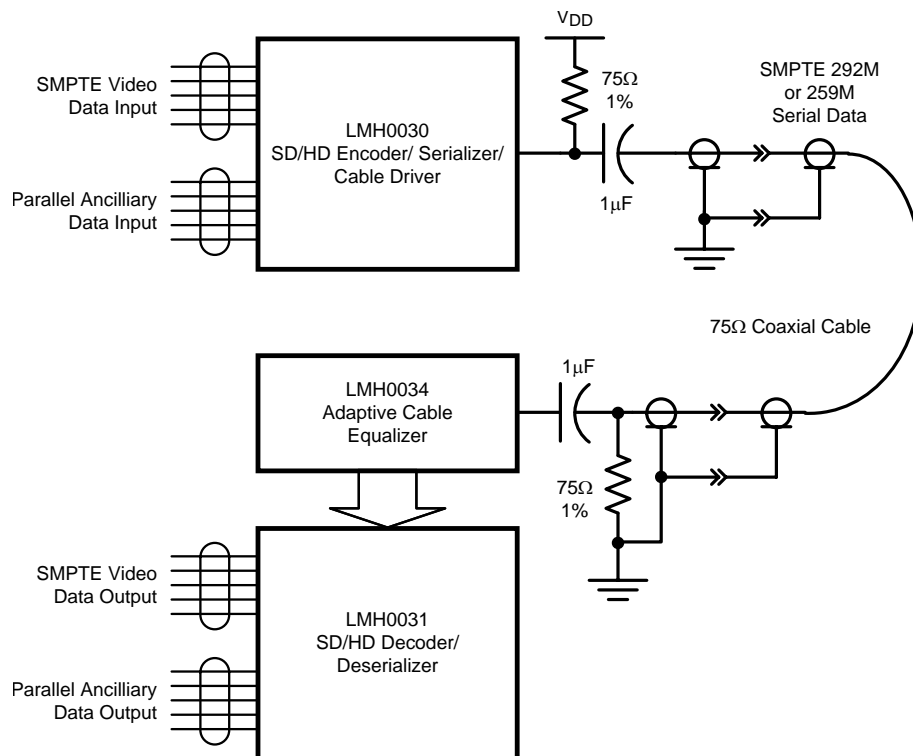 VDD
SMPTE Video
Data Input
75Ω
1%
SMPTE 292M
or 259M
Serial Data
LMH0030
SD/HD Encoder/ Serializer/
Cable Driver
Parallel Ancilliary
Data Input
1μF
75Ω Coaxial Cable
1μF
LMH0034
Adaptive Cable
Equalizer
75Ω
1%
SMPTE Video
Data Output
LMH0031
SD/HD Decoder/
Deserializer
Parallel Ancilliary
Data Output